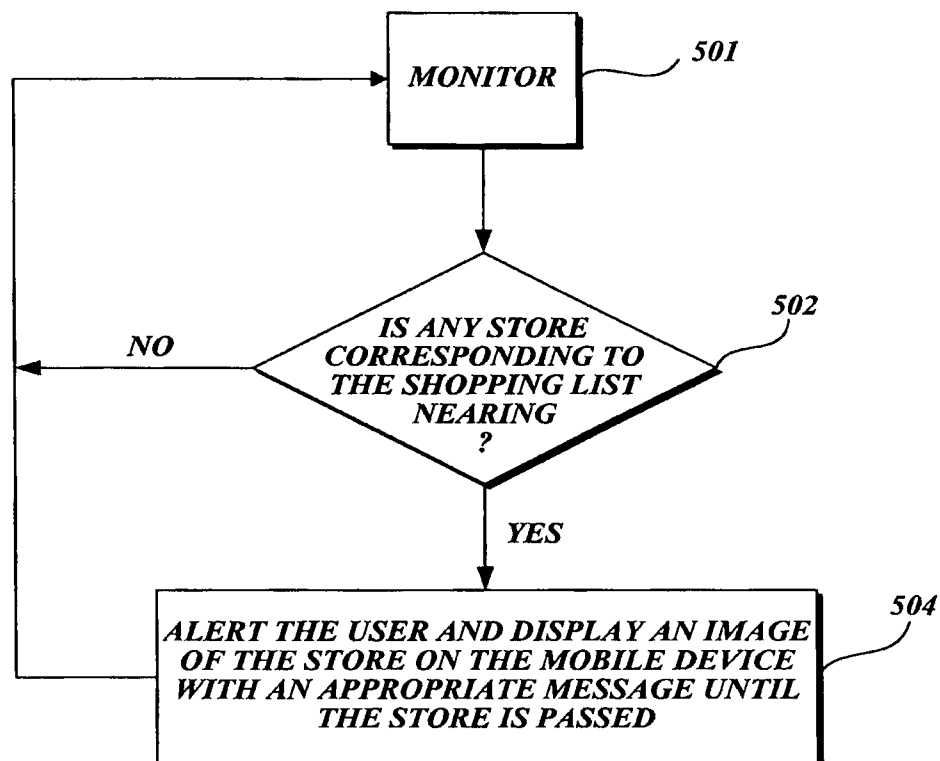 MONITOR
501
IS ANY STORE
CORRESPONDING TO
THE SHOPPING LIST
NEARING
?
502
NO
YES
ALERT THE USER AND DISPLAY AN IMAGE
OF THE STORE ON THE MOBILE DEVICE
WITH AN APPROPRIATE MESSAGE UNTIL
THE STORE IS PASSED
504